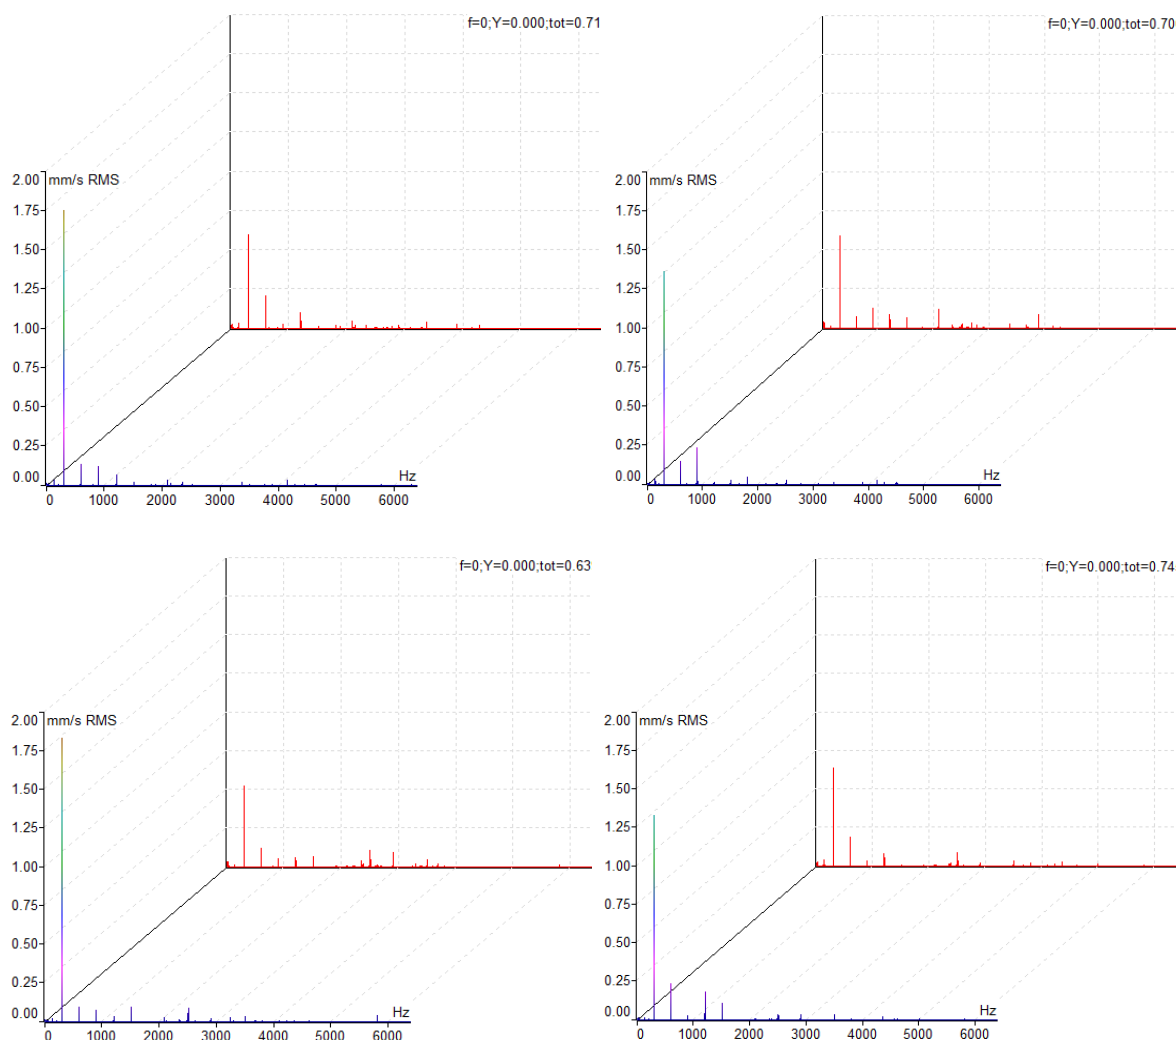 f=0;Y=0.000;tot=0.71
2.00 mm/s RMS
1.75
1.50
1.25
1.00
0.75
0.50
0.25
0.00
Hz
0 1000 2000 3000 4000 5000 6000
f=0;Y=0.000;tot=0.70
2.00 mm/s RMS
1.75
1.50
1.25
1.00
0.75
0.50
0.25
0.00
Hz
0 1000 2000 3000 4000 5000 6000
f=0;Y=0.000;tot=0.63
2.00 mm/s RMS
1.75
1.50
1.25
1.00
0.75
0.50
0.25
0.00
Hz
0 1000 2000 3000 4000 5000
f=0;Y=0.000;tot=0.74
2.00 mm/s RMS
1.75
1.50
1.25
1.00
0.75
0.50
0.25
0.00
Hz
0 1000 2000 3000 4000 5000 6000